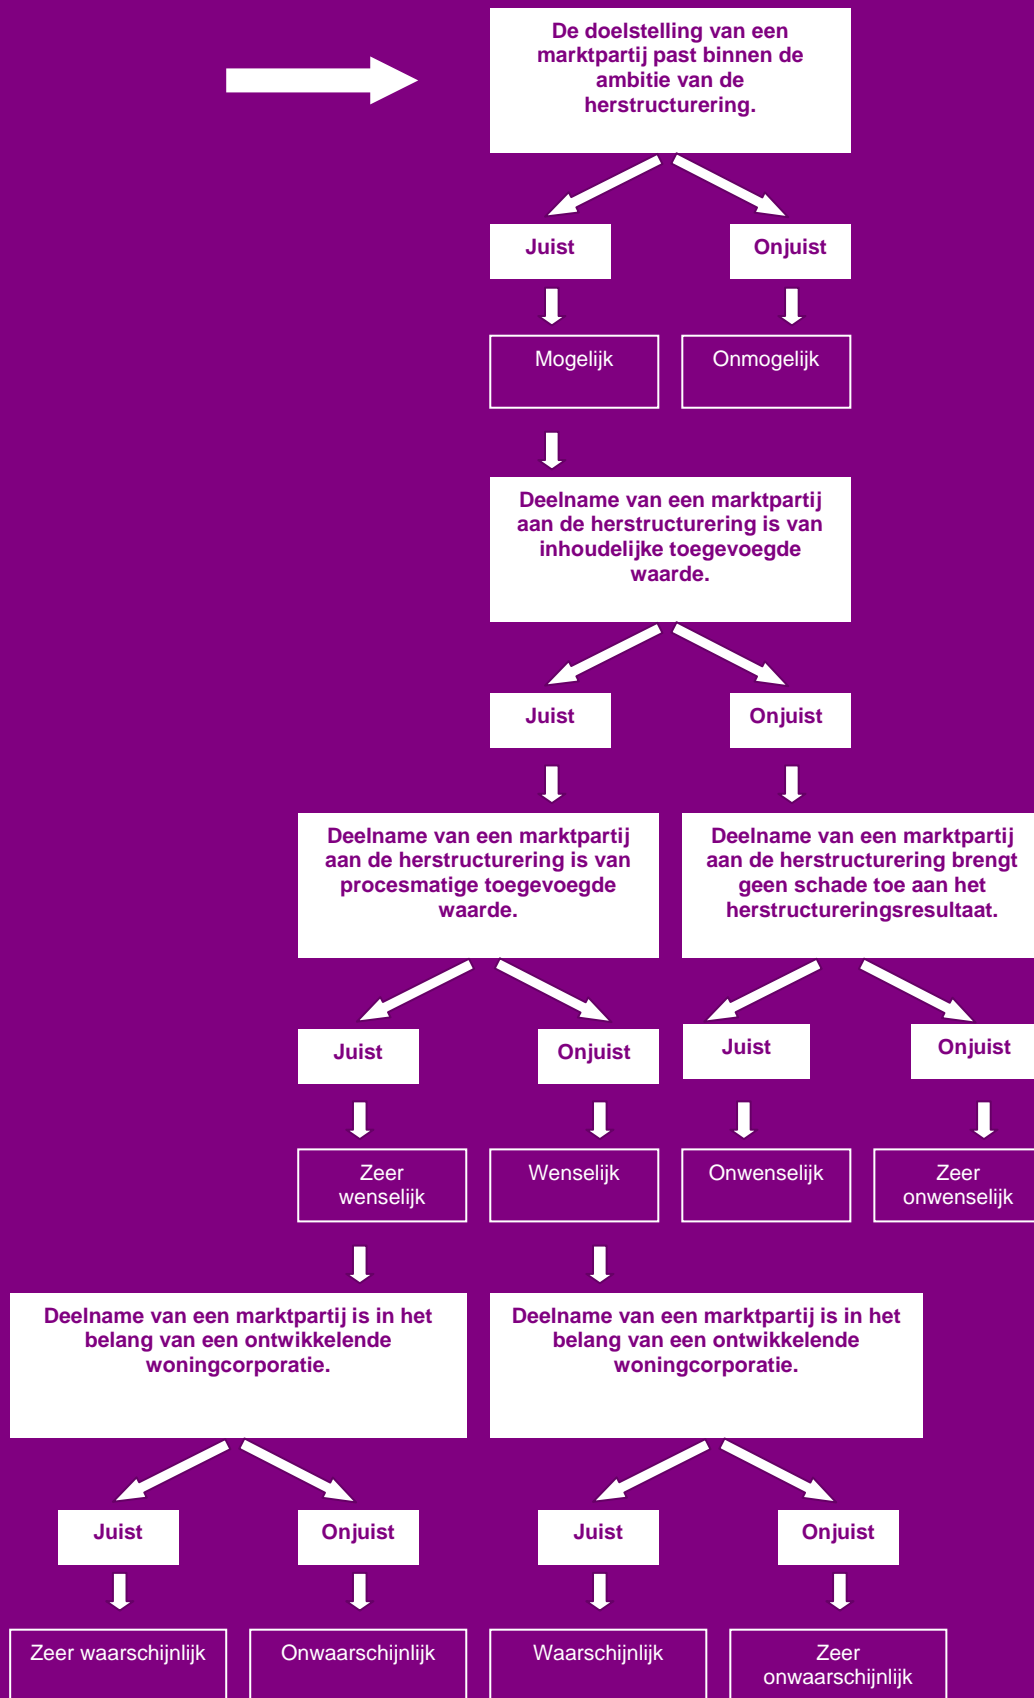 De doelstelling van een
marktpartij past binnen de
ambitie van de
herstructurering.
Juist
Onjuist
Mogelijk
Onmogelijk
Deelname van een marktpartij
aan de herstructurering is van
inhoudelijke toegevoegde
waarde.
Juist
Onjuist
Deelname van een marktpartij
aan de herstructurering is van
procesmatige toegevoegde
waarde.
Deelname van een marktpartij
aan de herstructurering brengt
geen schade toe aan het
herstructureringsresultaat.
Juist
Onjuist
Juist
Onjuist
Zeer
wenselijk
Wenselijk
Onwenselijk
Zeer
onwenselijk
Deelname van een marktpartij is in het
belang van een ontwikkelende
woningcorporatie.
Deelname van een marktpartij is in het
belang van een ontwikkelende
woningcorporatie.
Juist
Onjuist
Juist
Onjuist
Zeer waarschijnlijk
Onwaarschijnlijk
Waarschijnlijk
Zeer
onwaarschijnlijk